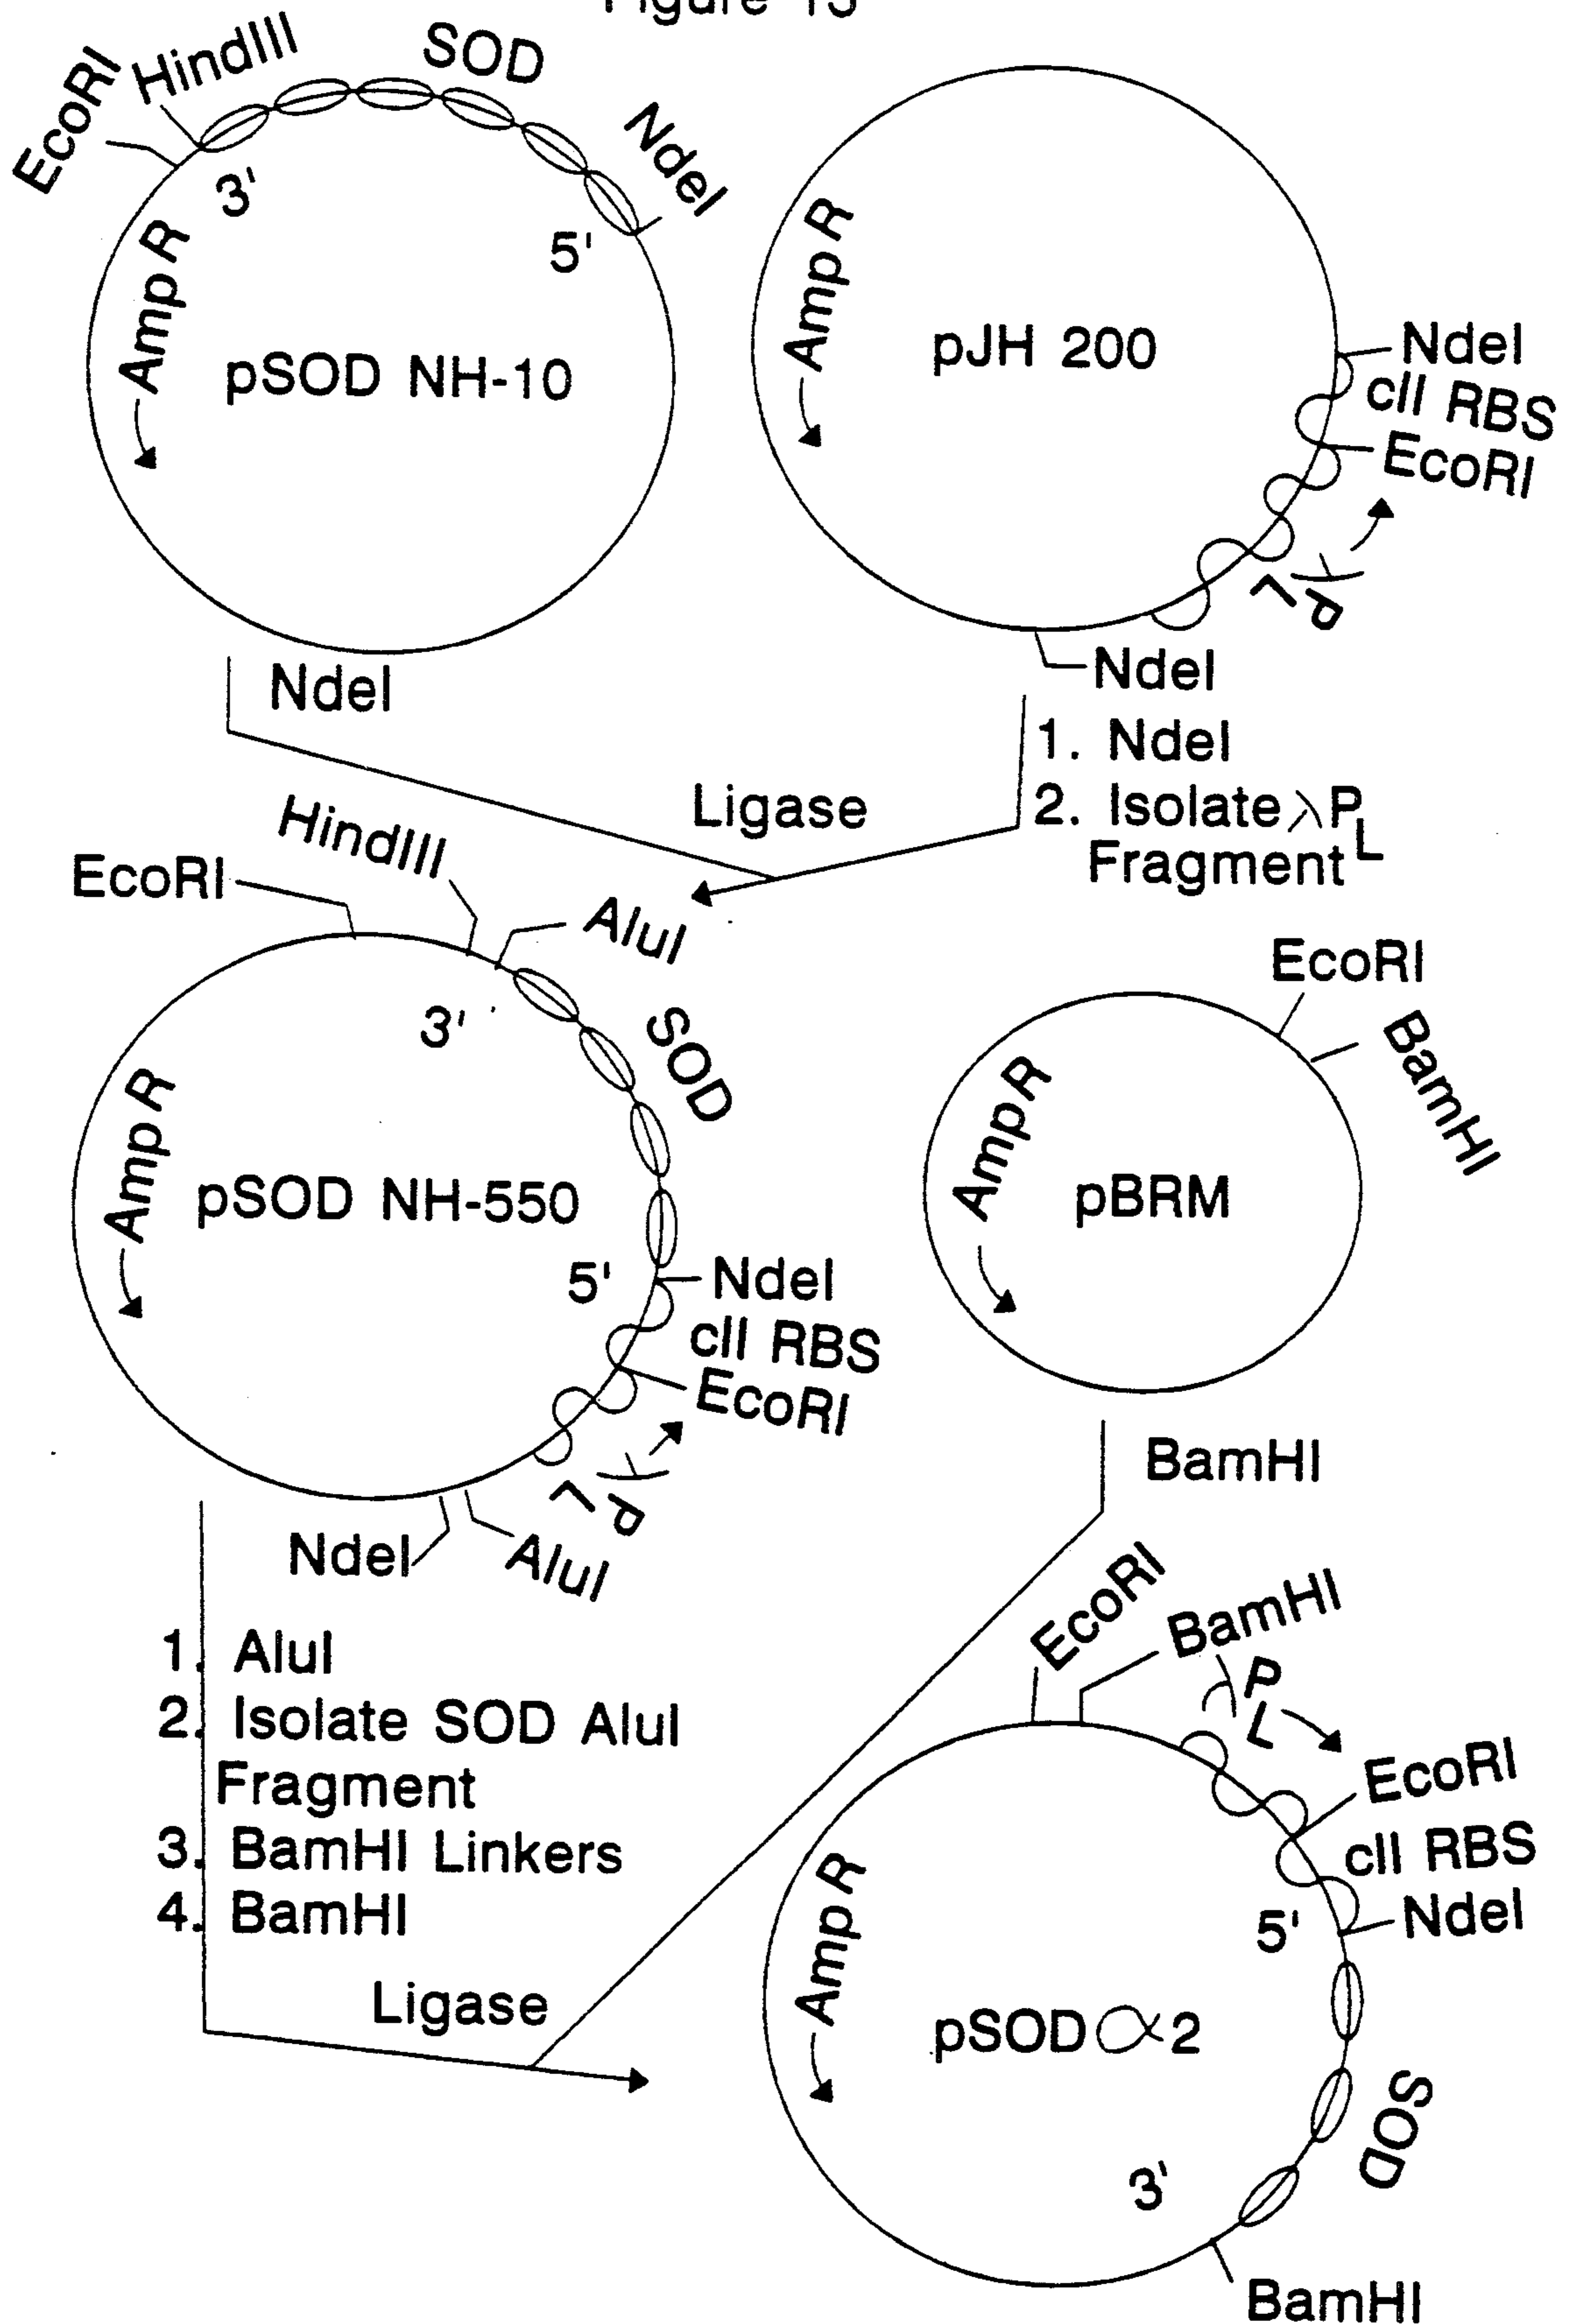 Figure 13
EcoRI
HindIII
SOD
NdeI
3'
5'
AmpR
pSOD NH-10
AmpR
pJH 200
NdeI
cII RBS
EcoRI
PL
NdeI
NdeI
1. NdeI
2. Isolate λPL
Fragment
Ligase
EcoRI
HindIII
AluI
3'
SOD
AmpR
pSOD NH-550
5'
NdeI
cII RBS
EcoRI
PL
NdeI
AluI
EcoRI
BamHI
AmpR
pBRM
BamHI
1. AluI
2. Isolate SOD AluI
Fragment
3. BamHI Linkers
4. BamHI
Ligase
EcoRI
BamHI
λPL
EcoRI
cII RBS
NdeI
5'
AmpR
pSODα2
SOD
3'
BamHI